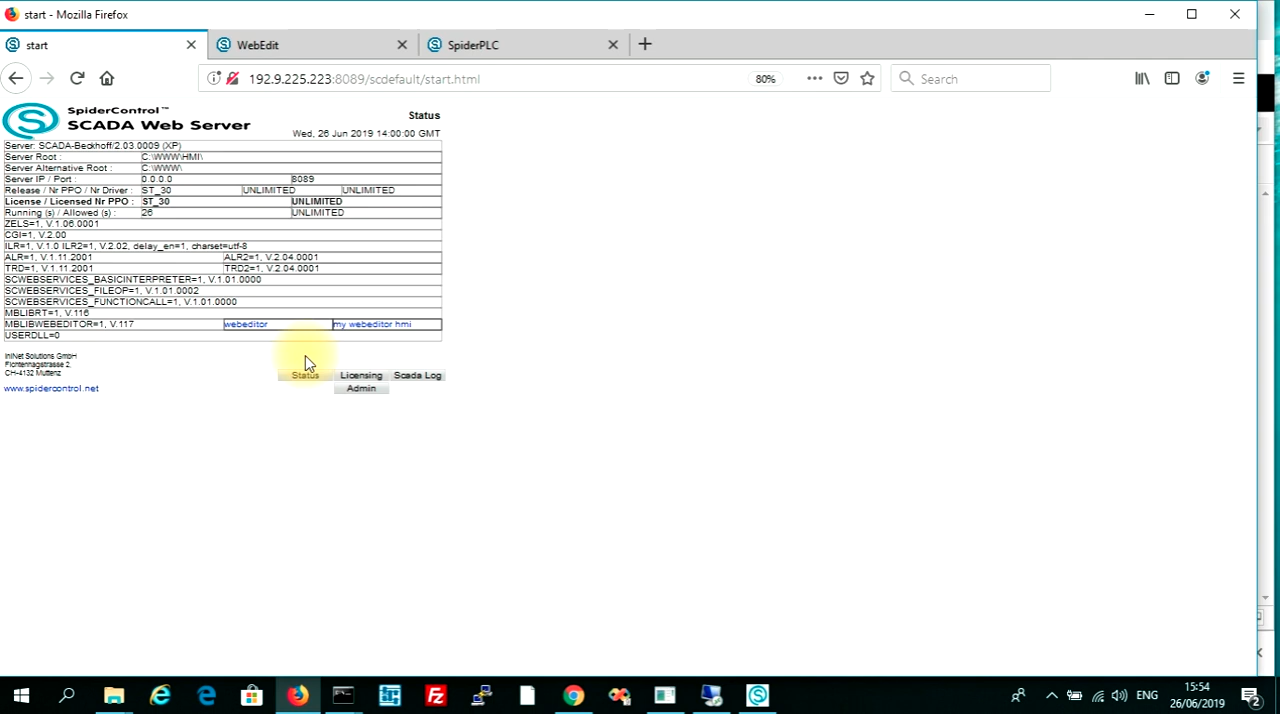 start - Mozilla Firefox
start
WebEdit
SpiderPLC
192.9.225.223:8089/scdefault/start.html
80%
Search
SpiderControl™
SCADA Web Server
Status
Wed, 26 Jun 2019 14:00:00 GMT
Server: SCADA-Beckhoff/2.03.0009 (XP)
Server Root : C:\WWW\HMI\
Server Alternative Root : C:\WWW\
Server IP / Port : 0.0.0.0 8089
Release / Nr PPO / Nr Driver : ST_30 UNLIMITED UNLIMITED
License / Licensed Nr PPO : ST_30 UNLIMITED
Running (s) / Allowed (s) : 26 UNLIMITED
ZELS=1, V.1.06.0001
CGI=1, V.2.00
ILR=1, V.1.0 ILR2=1, V.2.02, delay_en=1, charset=utf-8
ALR=1, V.1.11.2001 ALR2=1, V.2.04.0001
TRD=1, V.1.11.2001 TRD2=1, V.2.04.0001
SCWEBSERVICES_BASICINTERPRETER=1, V.1.01.0000
SCWEBSERVICES_FILEOP=1, V.1.01.0002
SCWEBSERVICES_FUNCTIONCALL=1, V.1.01.0000
MBLIBRT=1, V.116
MBLIBWEBEDITOR=1, V.117 webeditor my webeditor hmi
USERDLL=0
IniNet Solutions GmbH
Fichtenhagstrasse 2,
CH-4132 Muttenz
Status Licensing Scada Log
www.spidercontrol.net Admin
ENG
15:54
26/06/2019
2